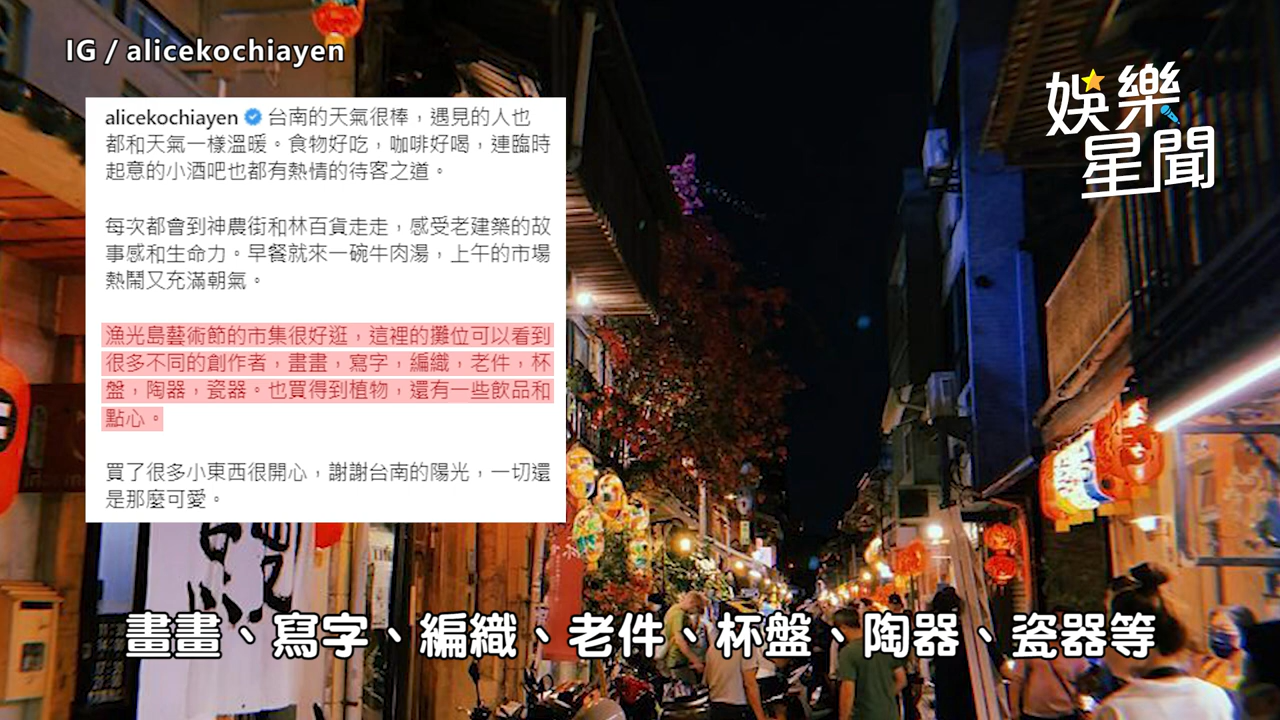 IG / alicekochiayen
娛樂
星聞
alicekochiayen 台南的天氣很棒，遇見的人也
都和天氣一樣溫暖。食物好吃，咖啡好喝，連臨時
起意的小酒吧也都有熱情的待客之道。
每次都會到神農街和林百貨走走，感受老建築的故
事感和生命力。早餐就來一碗牛肉湯，上午的市場
熱鬧又充滿朝氣。
漁光島藝術節的市集很好逛，這裡的攤位可以看到
很多不同的創作者，畫畫，寫字，編織，老件，杯
盤，陶器，瓷器。也買得到植物，還有一些飲品和
點心。
買了很多小東西很開心，謝謝台南的陽光，一切還
是那麼可愛。
畫畫、寫字、編織、老件、杯盤、陶器、瓷器等